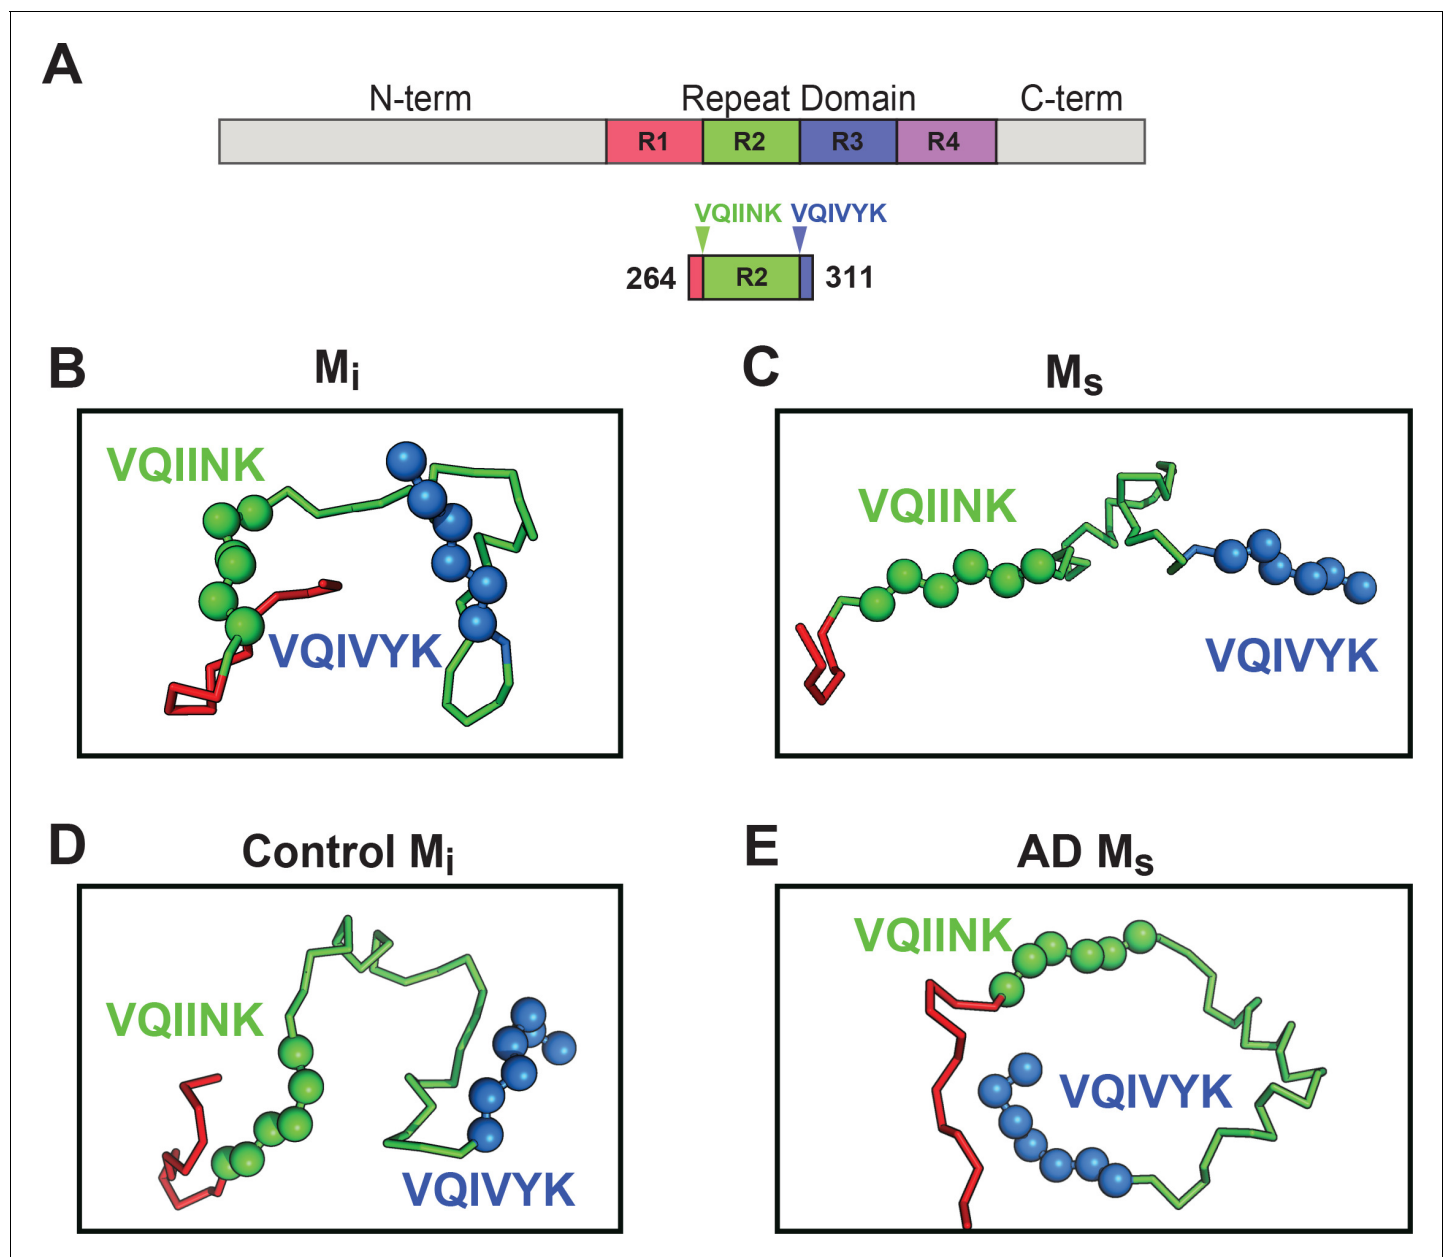 A
N-term Repeat Domain C-term
R1 R2 R3 R4
VQIINK VQIVYK
264 R2 311
B Mi
C Ms
VQIINK
VQIVYK
VQIINK
VQIVYK
D Control Mi
E AD Ms
VQIINK
VQIVYK
VQIINK
VQIVYK